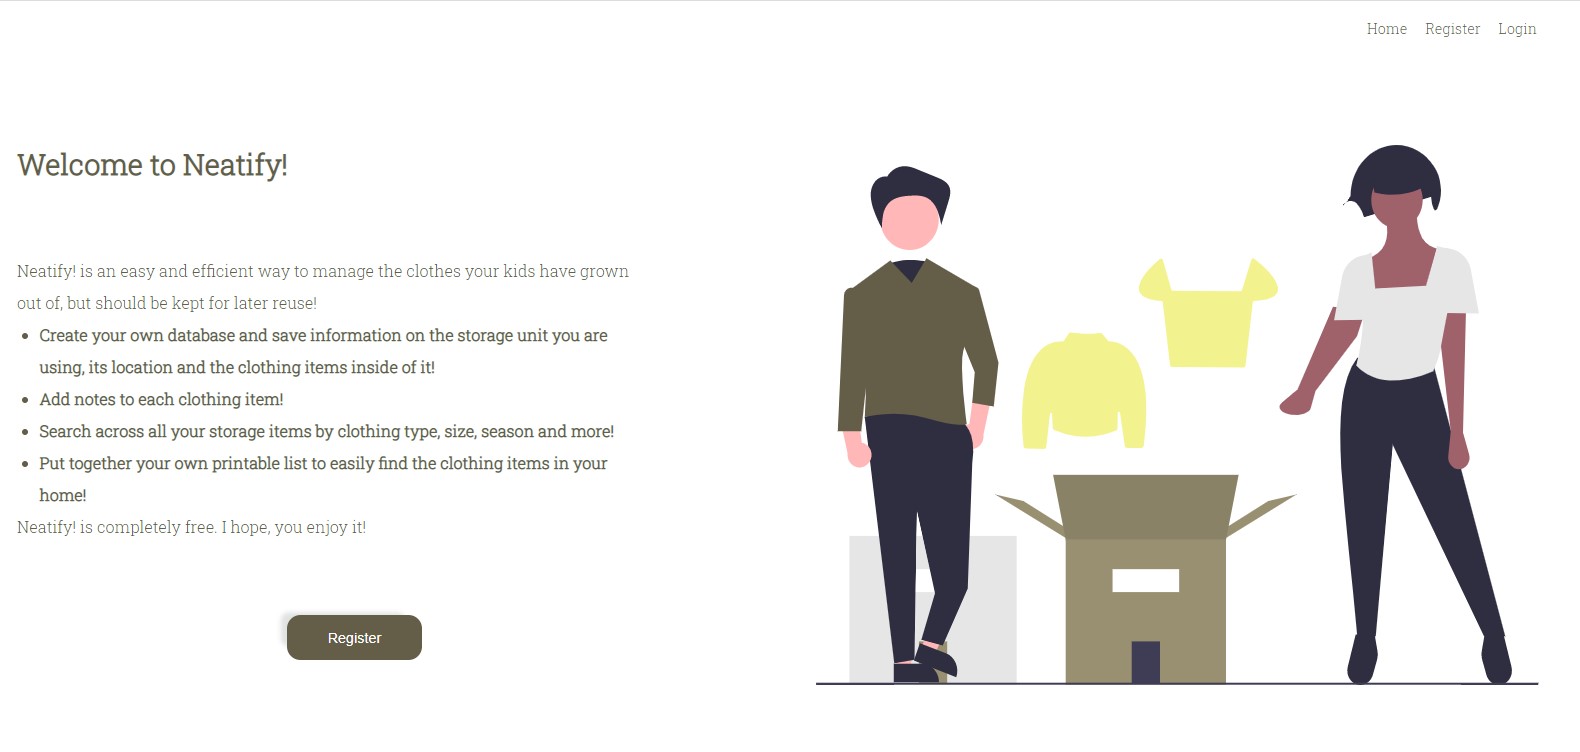 Home Register Login
Welcome to Neatify!
Neatify! is an easy and efficient way to manage the clothes your kids have grown
out of, but should be kept for later reuse!
• Create your own database and save information on the storage unit you are
using, its location and the clothing items inside of it!
• Add notes to each clothing item!
• Search across all your storage items by clothing type, size, season and more!
• Put together your own printable list to easily find the clothing items in your
home!
Neatify! is completely free. I hope, you enjoy it!
Register